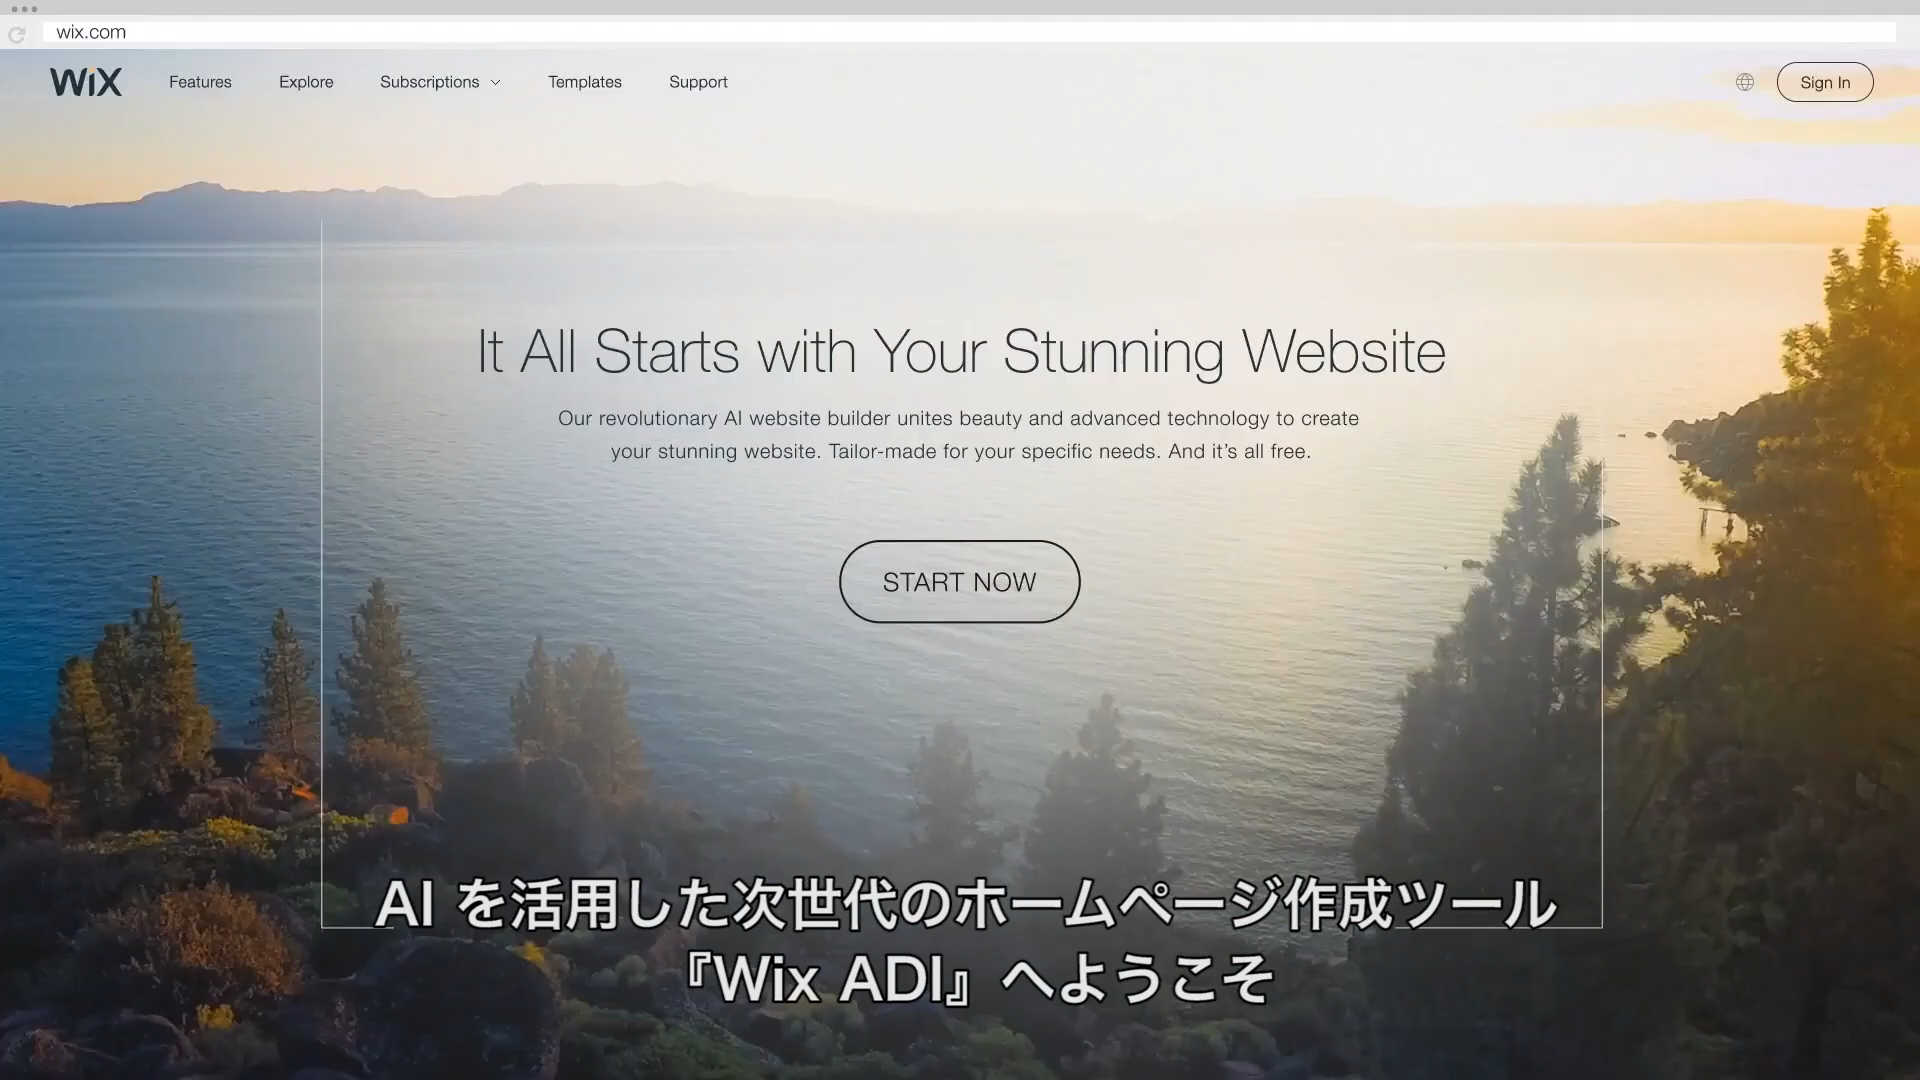 wix.com
WiX
Features
Explore
Subscriptions
Templates
Support
Sign In
It All Starts with Your Stunning Website
Our revolutionary AI website builder unites beauty and advanced technology to create
your stunning website. Tailor-made for your specific needs. And it’s all free.
START NOW
AI を活用した次世代のホームページ作成ツール
『Wix ADI』へようこそ